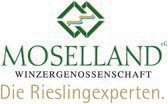 MOSELLAND eG
WINZERGENOSSENSCHAFT
Die Rieslingexperten.